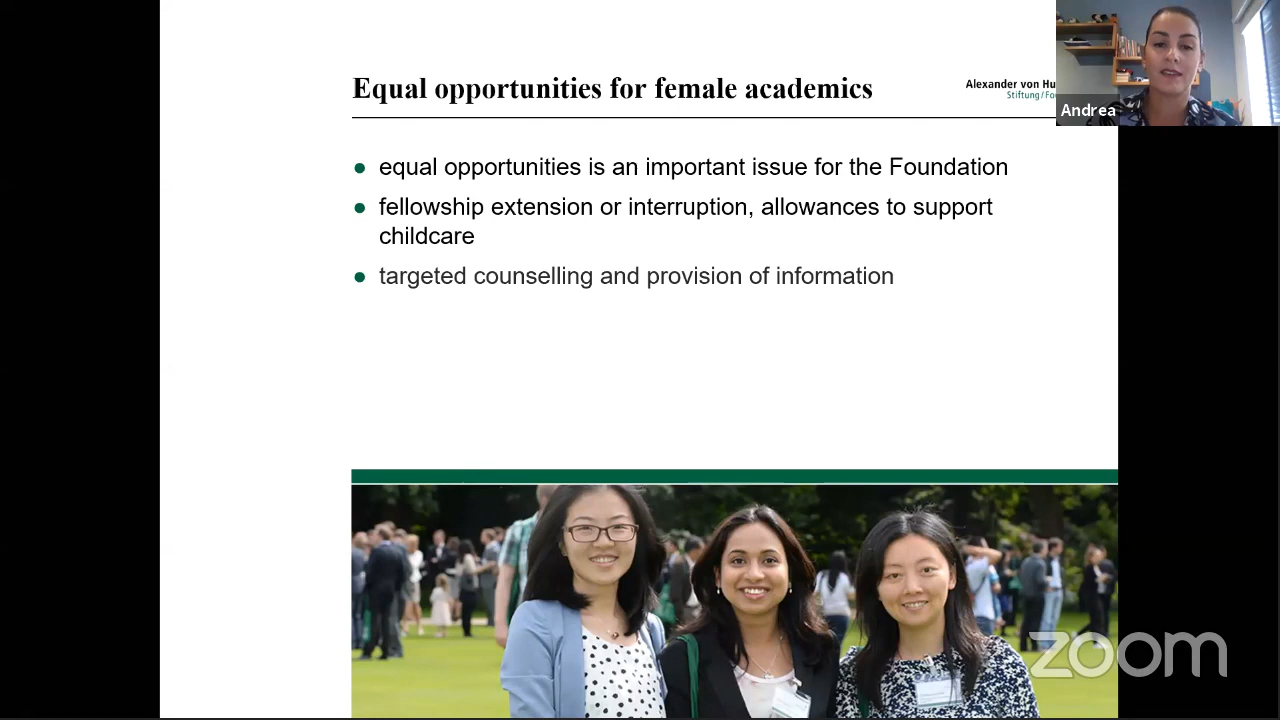 Equal opportunities for female academics
Alexander von Hu
Stiftung/Fo
Andrea
equal opportunities is an important issue for the Foundation
fellowship extension or interruption, allowances to support
childcare
targeted counselling and provision of information
zoom